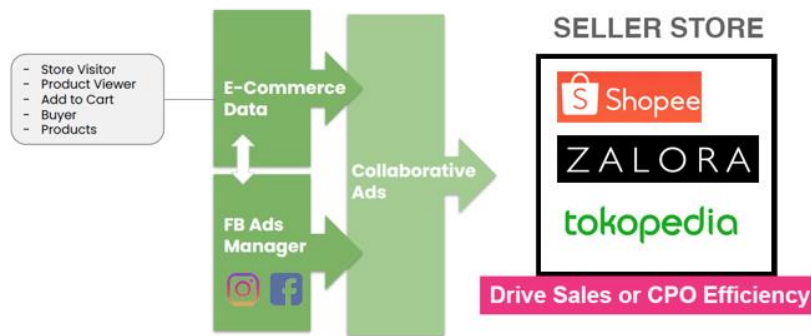 SELLER STORE
- Store Visitor
- Product Viewer
- Add to Cart
- Buyer
- Products
E-Commerce
Data
FB Ads
Manager
Collaborative
Ads
S Shopee
ZALORA
tokopedia
Drive Sales or CPO Efficiency